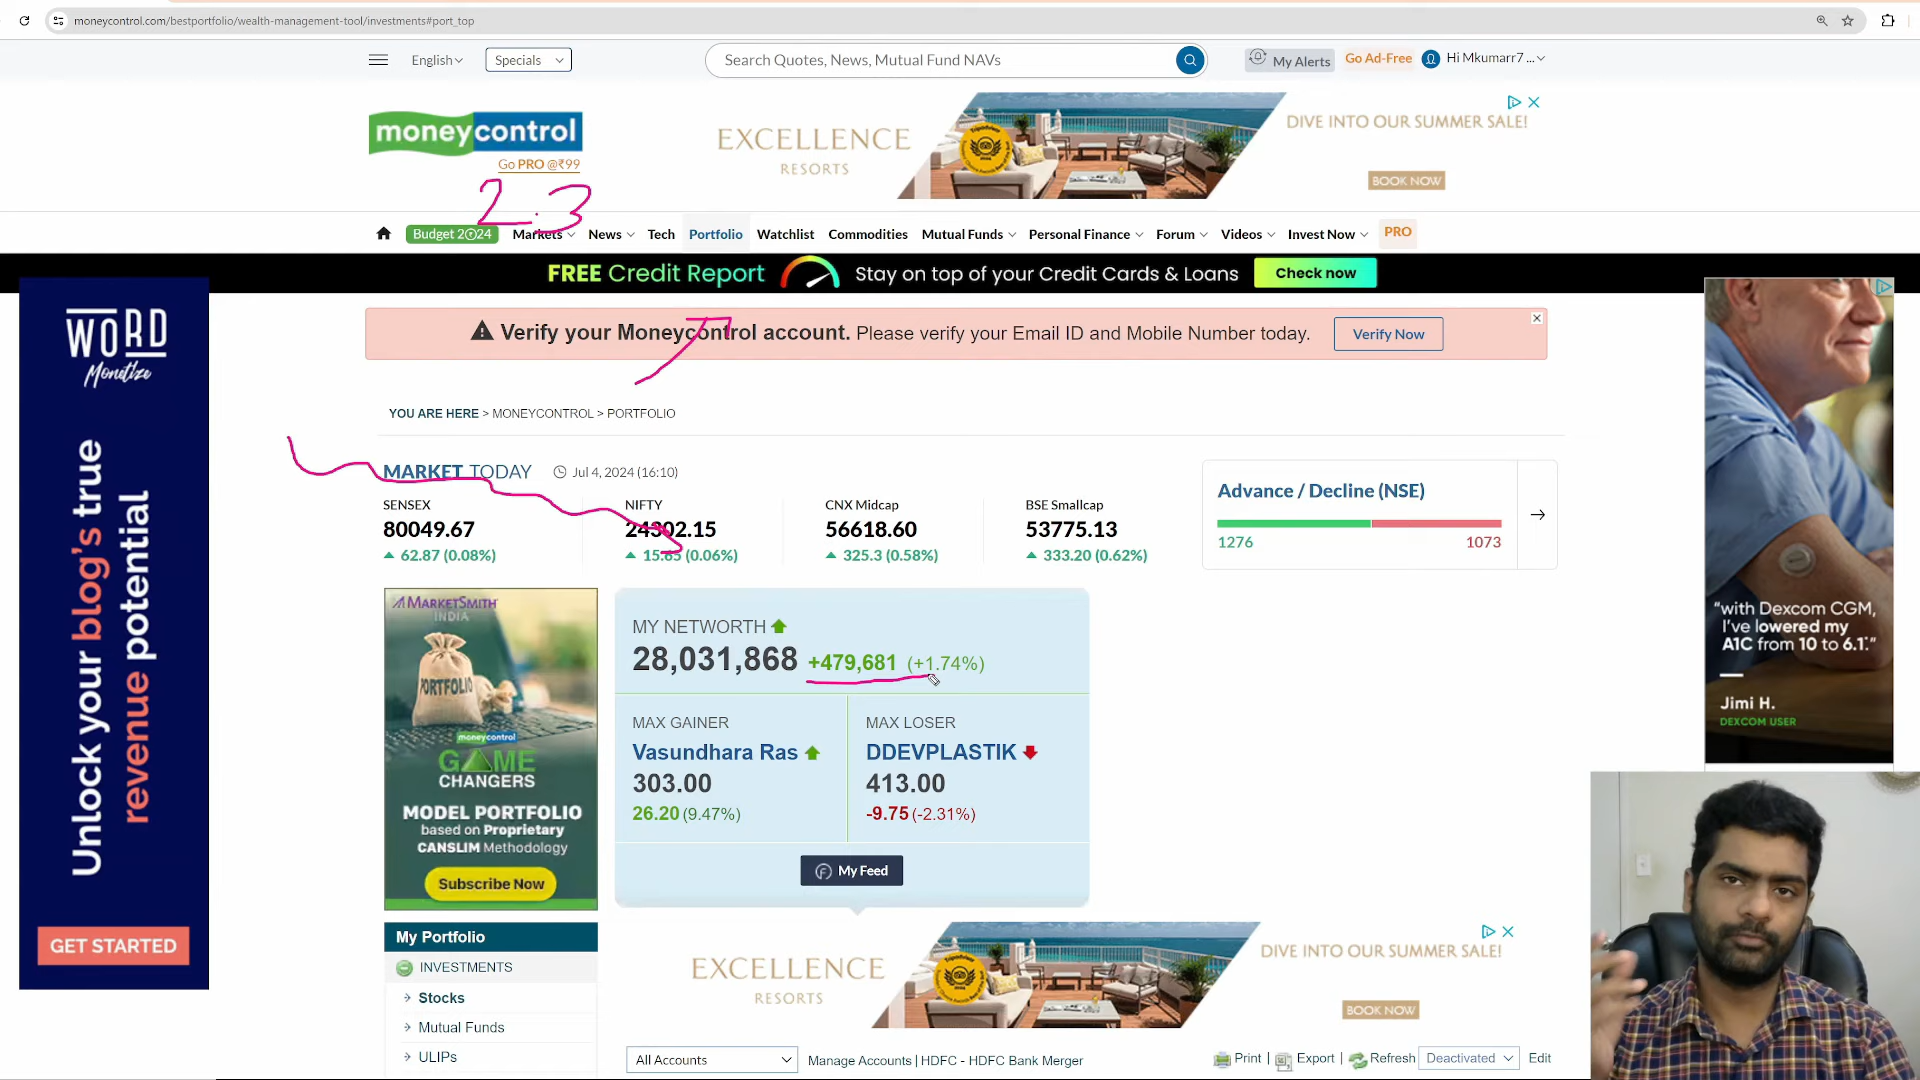 moneycontrol.com/bestportfolio/wealth-management-tool/investments#port_top
English
Specials
Search Quotes, News, Mutual Fund NAVs
My Alerts
Go Ad-Free
Hi Mkumarr7 ...
moneycontrol
Go PRO @₹99
2.3
EXCELLENCE
RESORTS
DIVE INTO OUR SUMMER SALE!
BOOK NOW
Budget 2024 Markets News Tech Portfolio Watchlist Commodities Mutual Funds Personal Finance Forum Videos Invest Now PRO
FREE Credit Report Stay on top of your Credit Cards & Loans Check now
Verify your Moneycontrol account. Please verify your Email ID and Mobile Number today. Verify Now
YOU ARE HERE > MONEYCONTROL > PORTFOLIO
MARKET TODAY Jul 4, 2024 (16:10)
SENSEX
80049.67
62.87 (0.08%)
NIFTY
24302.15
15.65 (0.06%)
CNX Midcap
56618.60
325.3 (0.58%)
BSE Smallcap
53775.13
333.20 (0.62%)
Advance / Decline (NSE)
1276 1073
WORD
Monetize
Unlock your blog's true
revenue potential
GET STARTED
MARKETSMITH
INDIA
PORTFOLIO
moneycontrol
GAME
CHANGERS
MODEL PORTFOLIO
based on Proprietary
CANSLIM Methodology
Subscribe Now
MY NETWORTH
28,031,868 +479,681 (+1.74%)
MAX GAINER
Vasundhara Ras
303.00
26.20 (9.47%)
MAX LOSER
DDEVPLASTIK
413.00
-9.75 (-2.31%)
My Feed
"with Dexcom CGM,
I've lowered my
A1C from 10 to 6.1."
Jimi H.
DEXCOM USER
My Portfolio
INVESTMENTS
Stocks
Mutual Funds
ULIPs
EXCELLENCE
RESORTS
DIVE INTO OUR SUMMER SALE!
BOOK NOW
All Accounts
Manage Accounts | HDFC - HDFC Bank Merger
Print | Export | Refresh
Deactivated
Edit